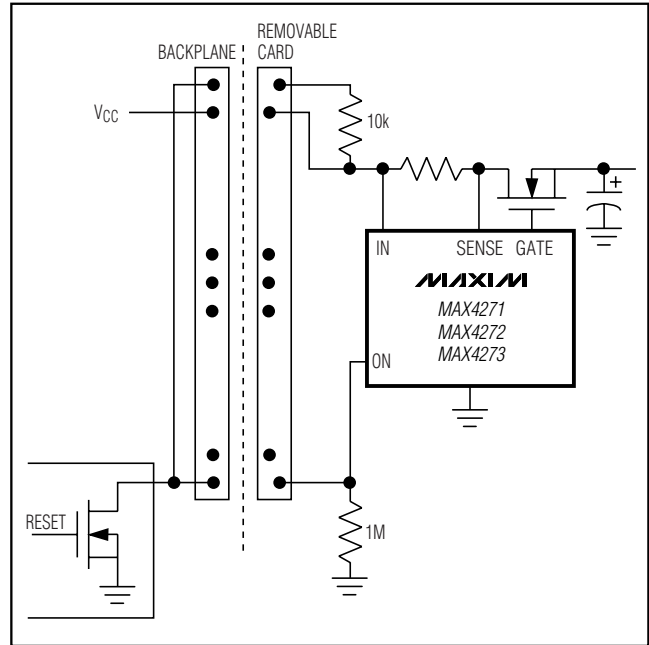 BACKPLANE
REMOVABLE
CARD
VCC
10k
+
IN
SENSE
GATE
MAXIM
MAX4271
MAX4272
MAX4273
ON
RESET
1M